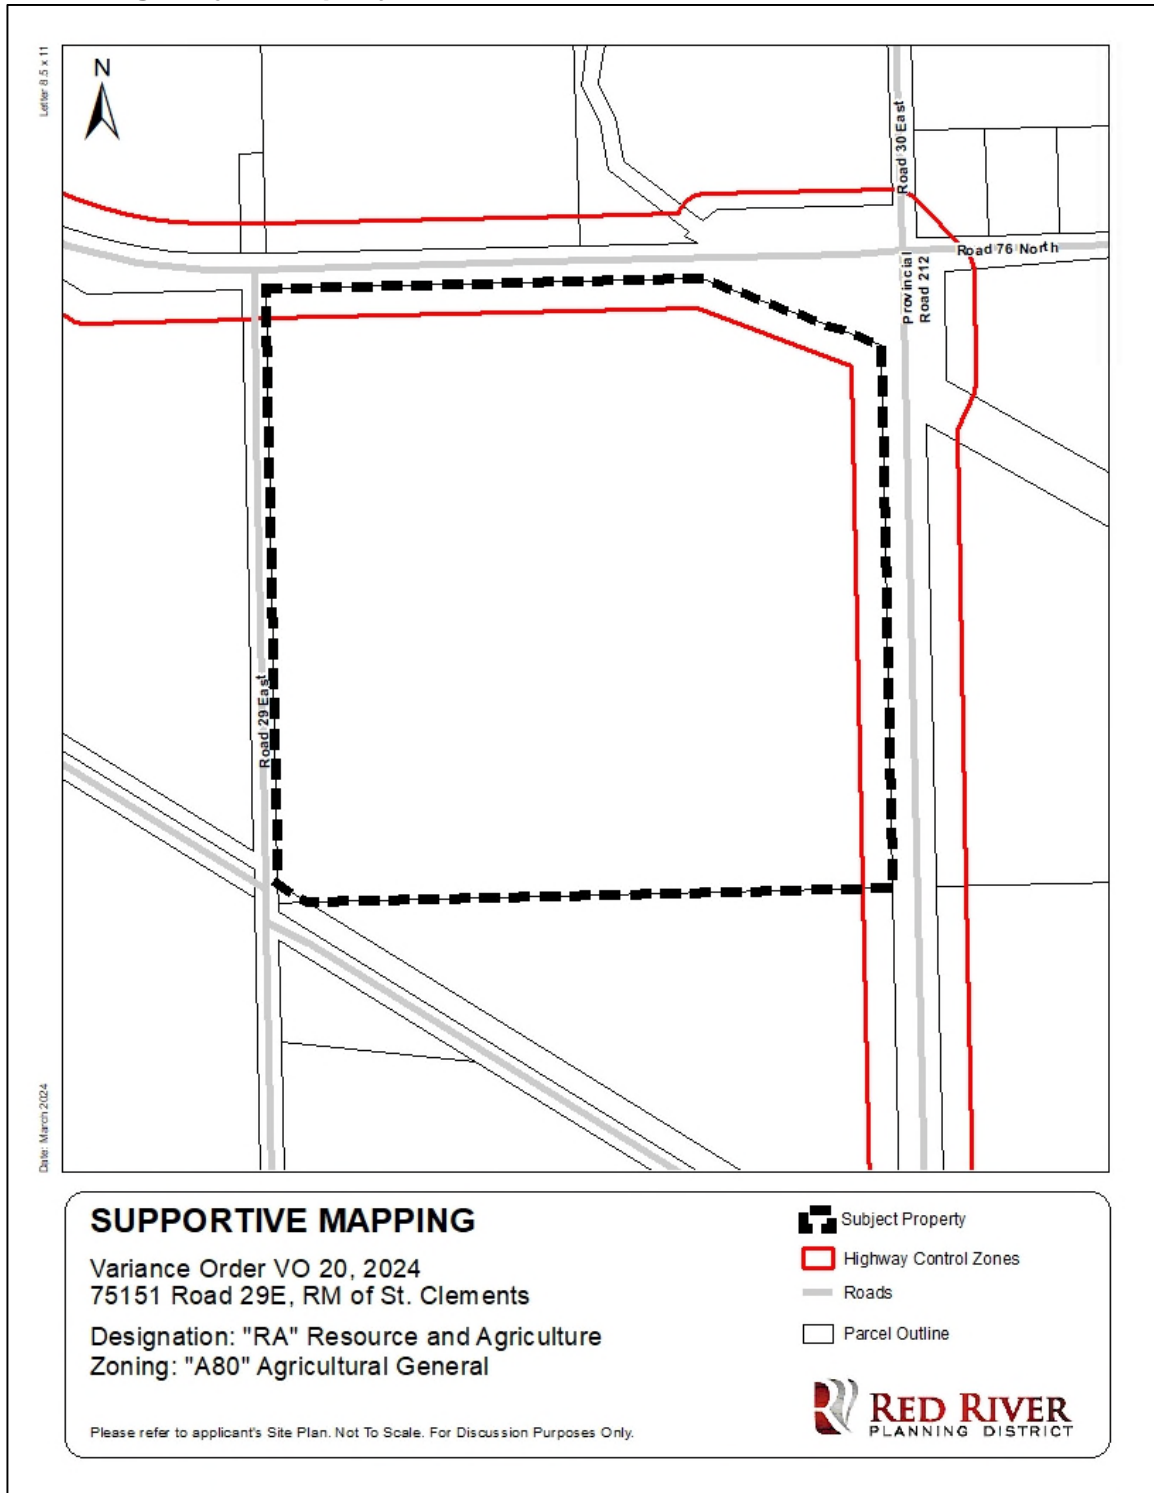 Letter 8.5 x 11
N
Road 30 East
Road 76 North
Provincial
Road 212
Road 29 East
Date: March 2024
SUPPORTIVE MAPPING
Variance Order VO 20, 2024
75151 Road 29E, RM of St. Clements
Designation: "RA" Resource and Agriculture
Zoning: "A80" Agricultural General
Please refer to applicant's Site Plan. Not To Scale. For Discussion Purposes Only.
Subject Property
Highway Control Zones
Roads
Parcel Outline
RED RIVER
PLANNING DISTRICT